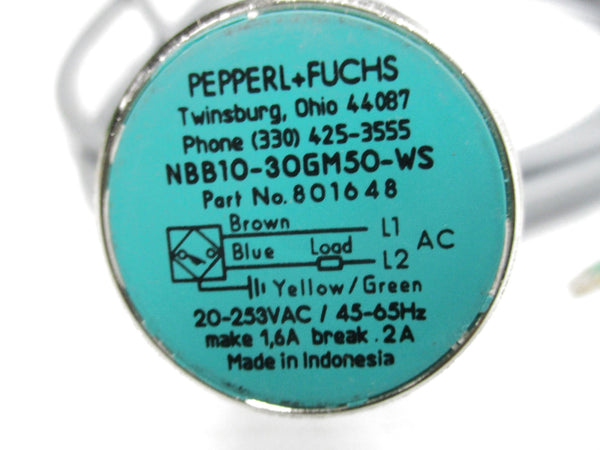 PEPPERL+FUCHS
Twinsburg, Ohio 44087
Phone (330) 425-3555
NBB10-30GM50-WS
Part No. 801648
Brown L1
Blue Load L2 AC
Yellow/Green
20-253VAC / 45-65Hz
make 1,6A break .2A
Made in Indonesia